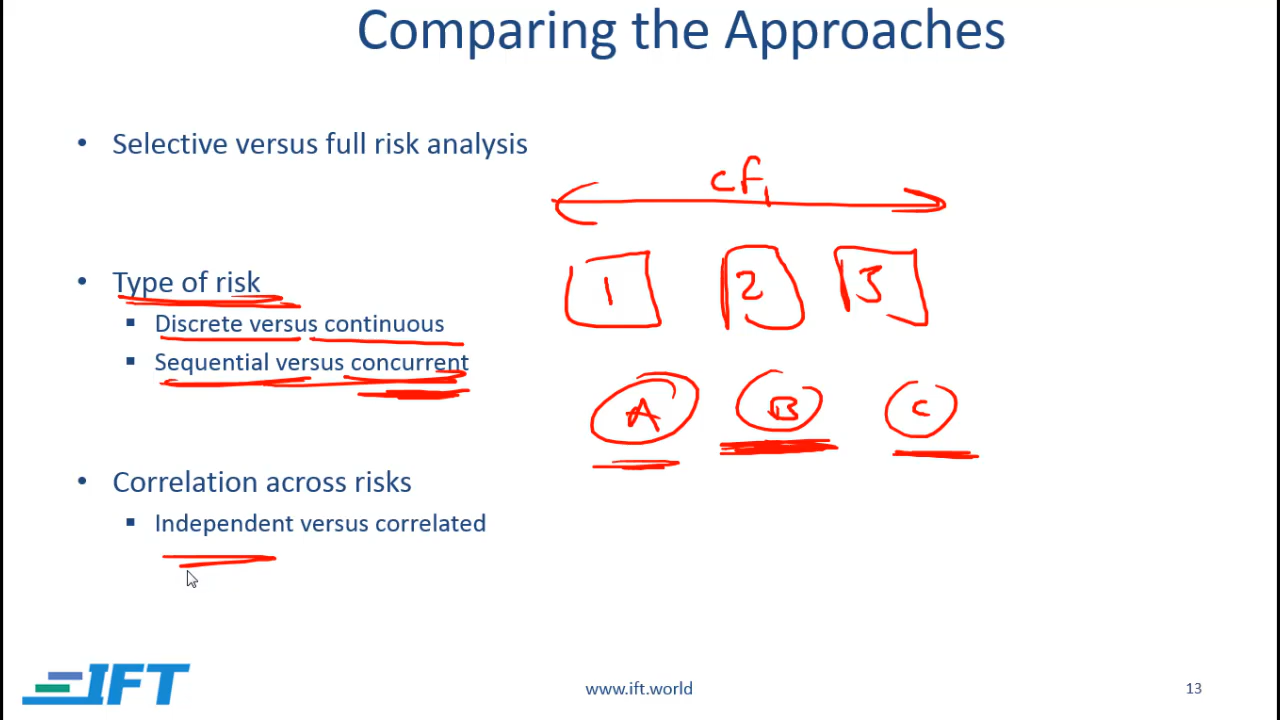 Comparing the Approaches
• Selective versus full risk analysis
CF1
• Type of risk
1 2 3
▪ Discrete versus continuous
▪ Sequential versus concurrent
A B C
• Correlation across risks
▪ Independent versus correlated
IFT
www.ift.world
13